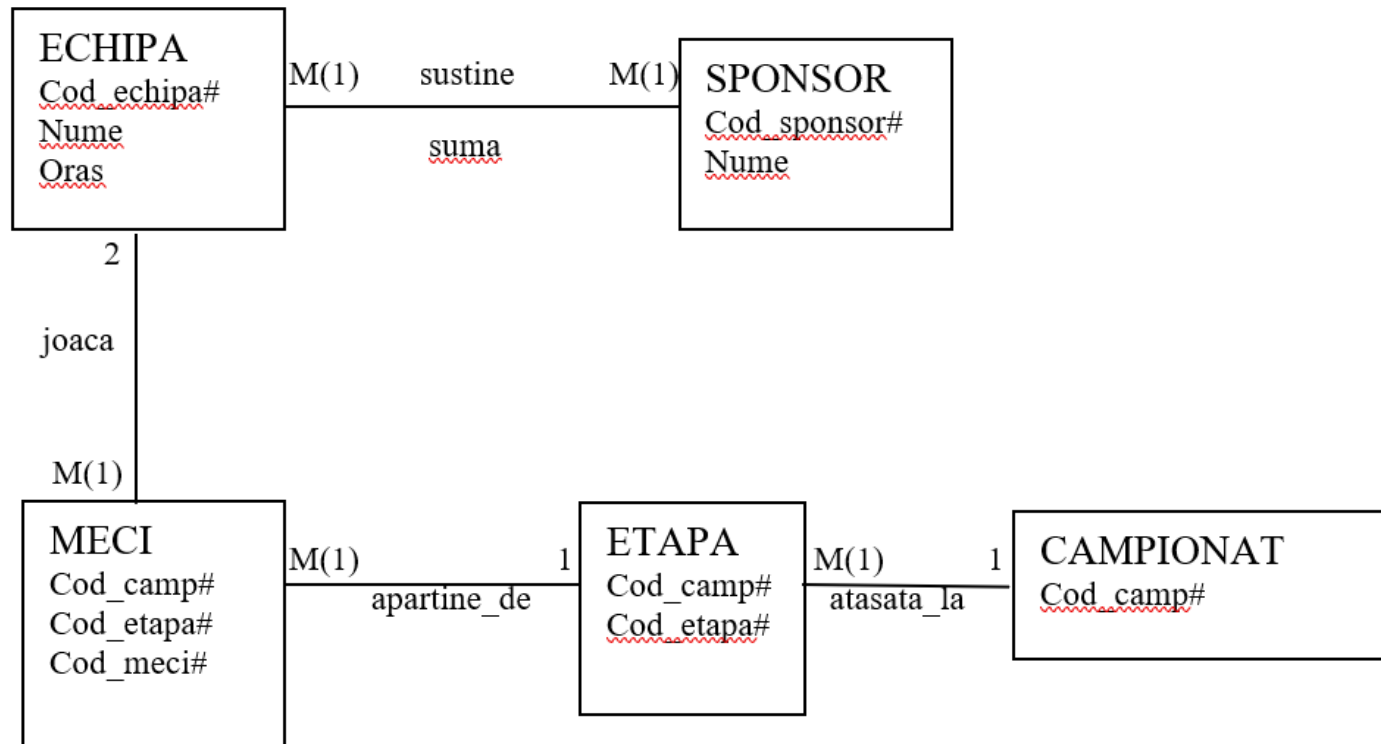 ECHIPA
Cod_echipa#
Nume
Oras
M(1)
sustine
M(1)
suma
SPONSOR
Cod_sponsor#
Nume
2
joaca
M(1)
MECI
Cod_camp#
Cod_etapa#
Cod_meci#
M(1)
1
apartine_de
ETAPA
Cod_camp#
Cod_etapa#
M(1)
1
atasata_la
CAMPIONAT
Cod_camp#